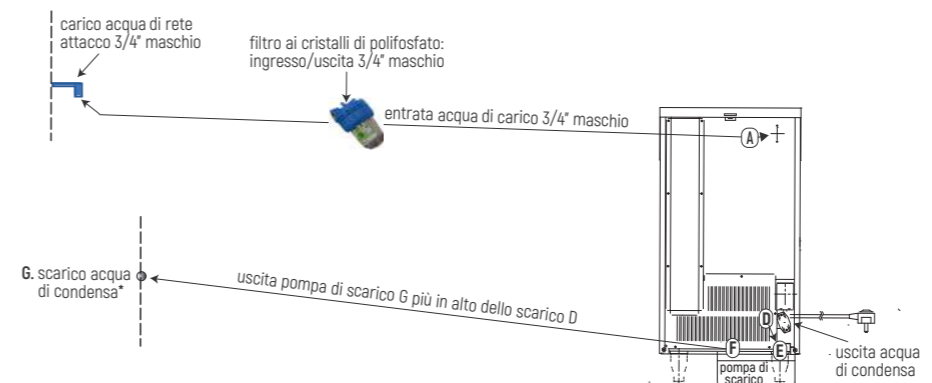 carico acqua di rete
attacco 3/4” maschio
filtro ai cristalli di polifosfato:
ingresso/uscita 3/4” maschio
entrata acqua di carico 3/4” maschio
A
G. scarico acqua
di condensa*
uscita pompa di scarico G più in alto dello scarico D
D
F
E
uscita acqua
di condensa
pompa di
scarico